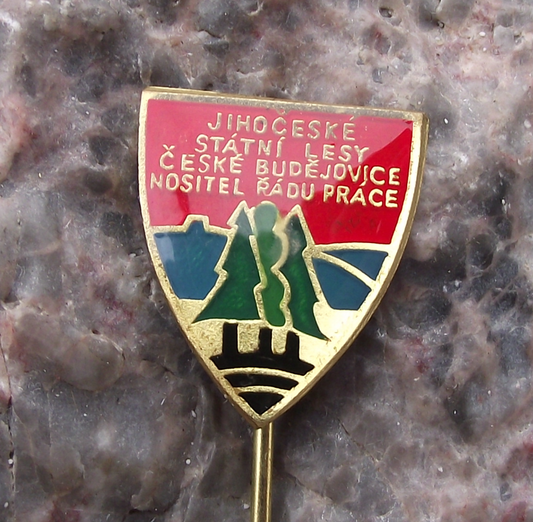 JIHOČESKÉ
STÁTNÍ LESY
ČESKÉ BUDĚJOVICE
NOSITEL ŘÁDU PRÁCE